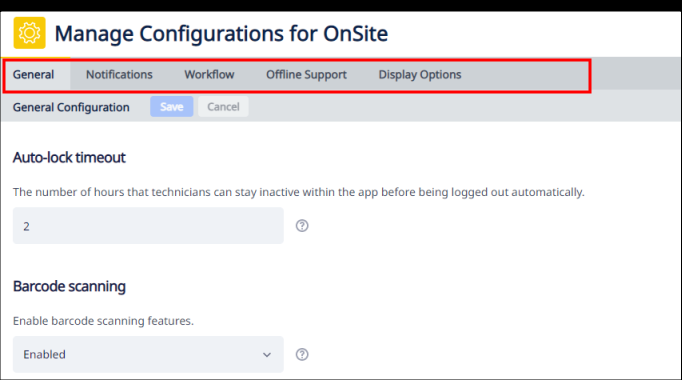 Manage Configurations for OnSite
General Notifications Workflow Offline Support Display Options
General Configuration Save Cancel
Auto-lock timeout
The number of hours that technicians can stay inactive within the app before being logged out automatically.
2 ?
Barcode scanning
Enable barcode scanning features.
Enabled ?